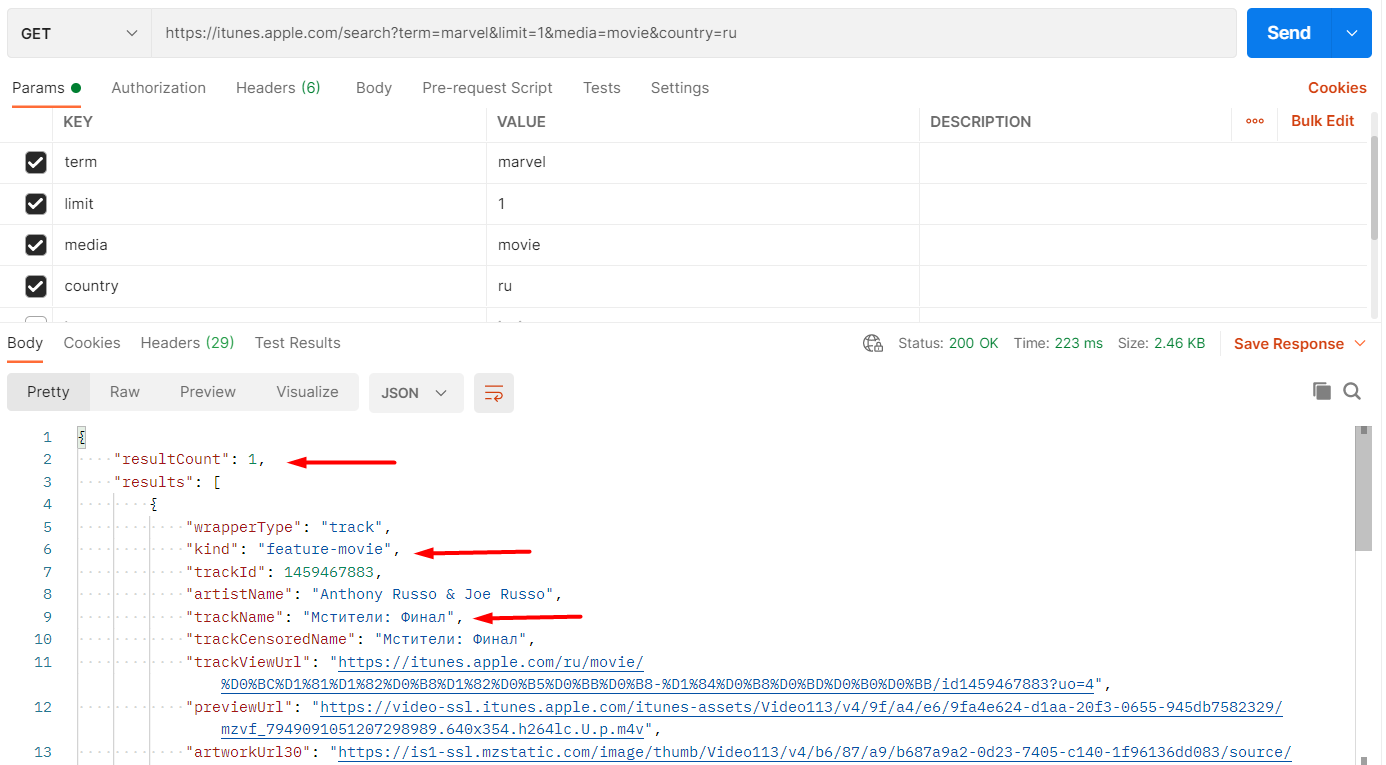 GET https://itunes.apple.com/search?term=marvel&limit=1&media=movie&country=ru Send
Params Authorization Headers (6) Body Pre-request Script Tests Settings Cookies
KEY VALUE DESCRIPTION Bulk Edit
term marvel
limit 1
media movie
country ru
Body Cookies Headers (29) Test Results Status: 200 OK Time: 223 ms Size: 2.46 KB Save Response
Pretty Raw Preview Visualize JSON
1 {
2 "resultCount": 1,
3 "results": [
4 {
5 "wrapperType": "track",
6 "kind": "feature-movie",
7 "trackId": 1459467883,
8 "artistName": "Anthony Russo & Joe Russo",
9 "trackName": "Мстители: Финал",
10 "trackCensoredName": "Мстители: Финал",
11 "trackViewUrl": "https://itunes.apple.com/ru/movie/
%D0%BC%D1%81%D1%82%D0%B8%D1%82%D0%B5%D0%BB%D0%B8-%D1%84%D0%B8%D0%BD%D0%B0%D0%BB/id1459467883?uo=4",
12 "previewUrl": "https://video-ssl.itunes.apple.com/itunes-assets/Video113/v4/9f/a4/e6/9fa4e624-d1aa-20f3-0655-945db7582329/
mzvf_7949091051207298989.640x354.h264lc.U.p.m4v",
13 "artworkUrl30": "https://is1-ssl.mzstatic.com/image/thumb/Video113/v4/b6/87/a9/b687a9a2-0d23-7405-c140-1f96136dd083/source/